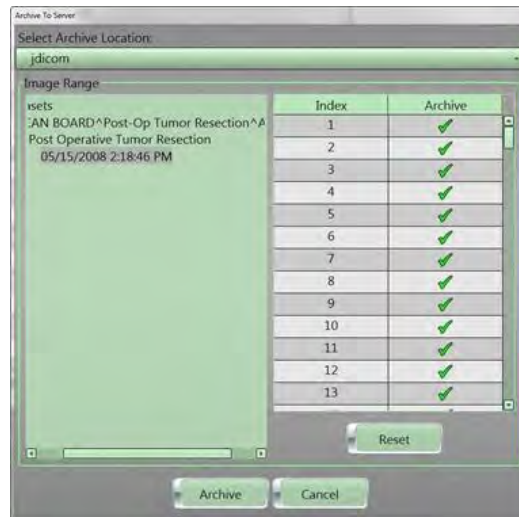 Archive To Server
Select Archive Location:
jdicom
Image Range
asets
AN BOARD^Post-Op Tumor Resection^A
Post Operative Tumor Resection
05/15/2008 2:18:46 PM
Index Archive
1
2
3
4
5
6
7
8
9
10
11
12
13
Reset
Archive Cancel